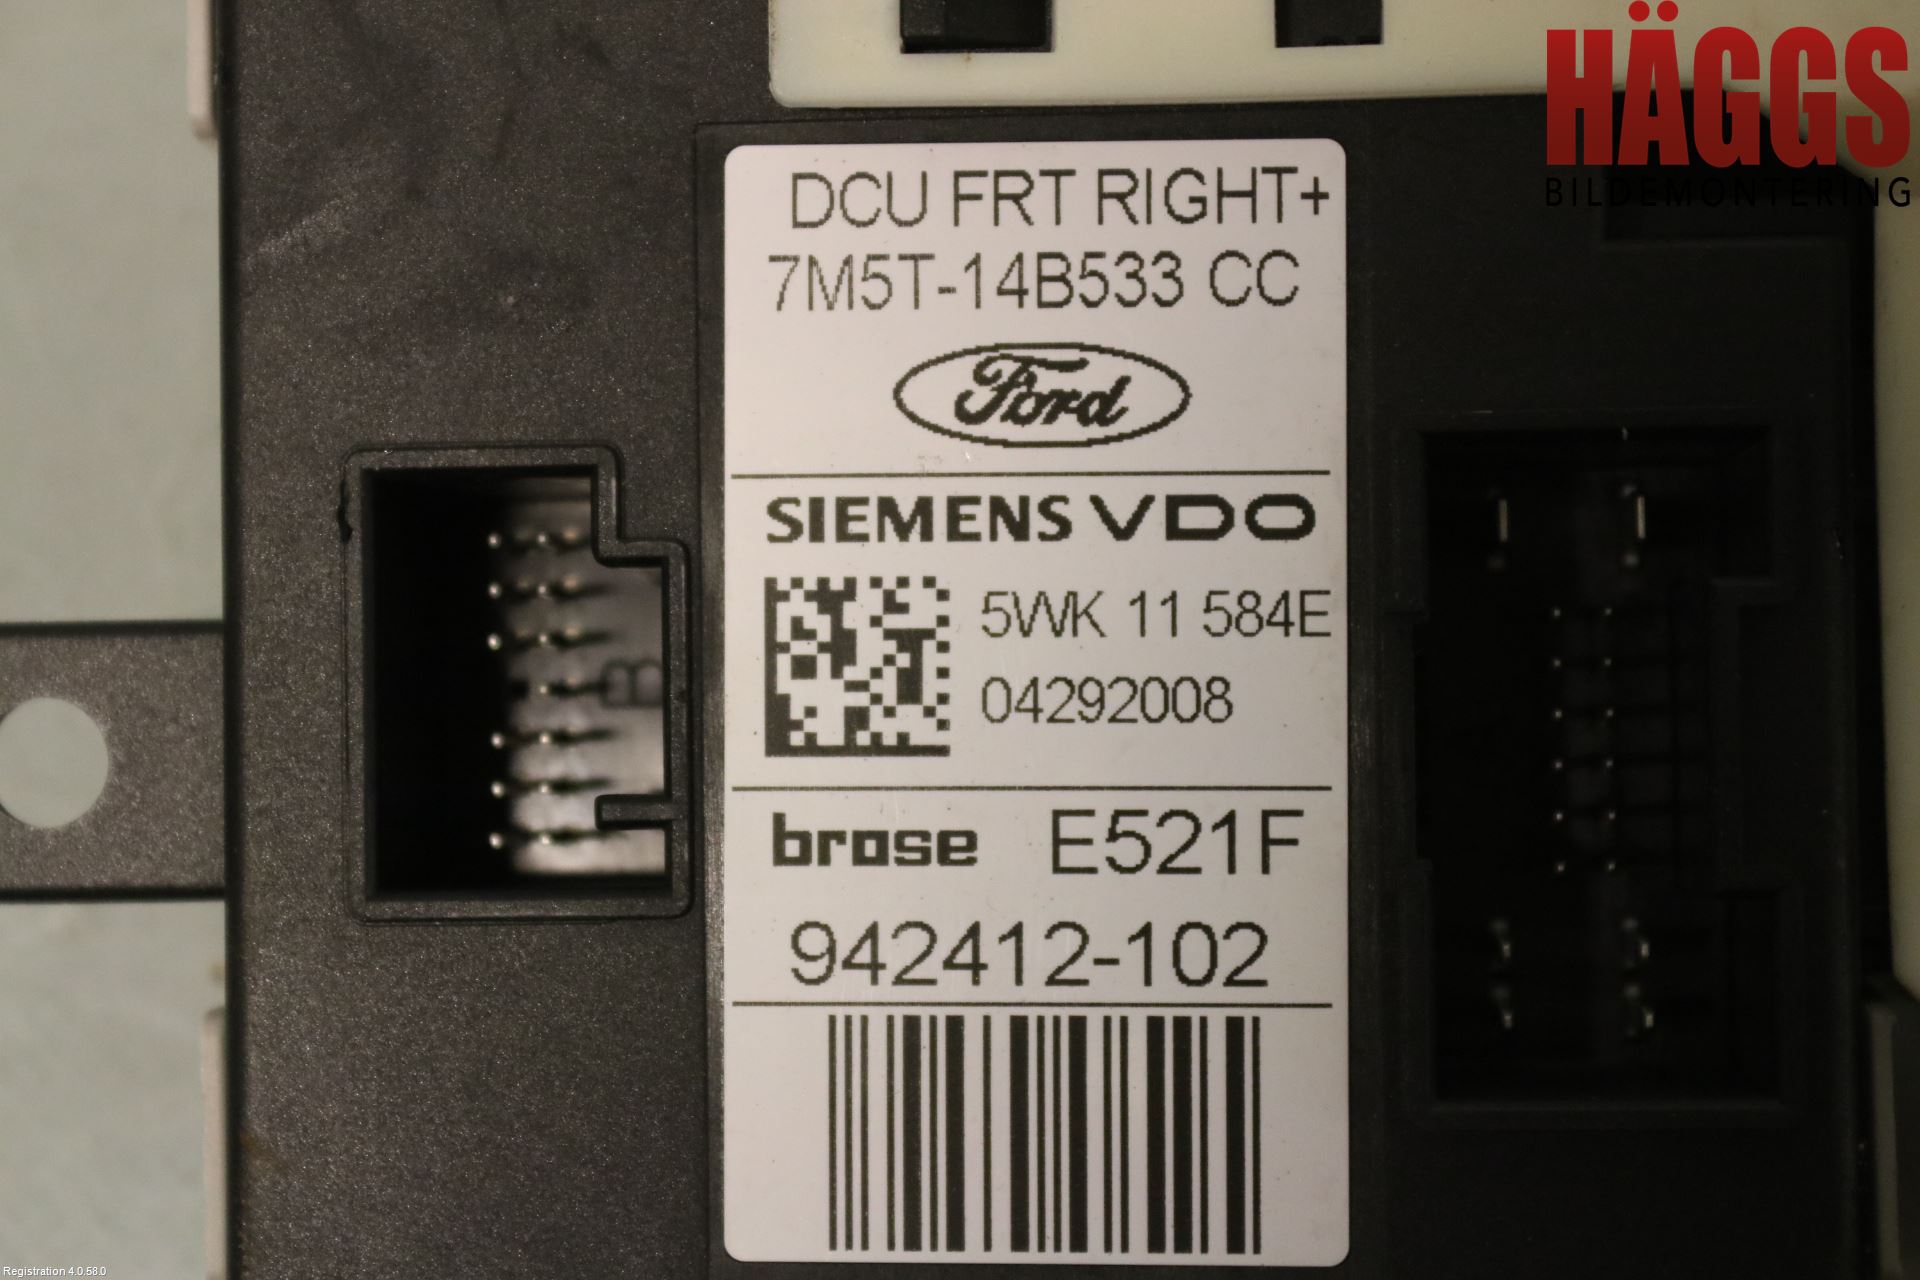 HÄGGS
BILDEMONTERING
DCU FRT RIGHT+
7M5T-14B533 CC
Ford
SIEMENS VDO
5WK 11 584E
04292008
brose E521F
942412-102
B
Registration 4.0.58.0